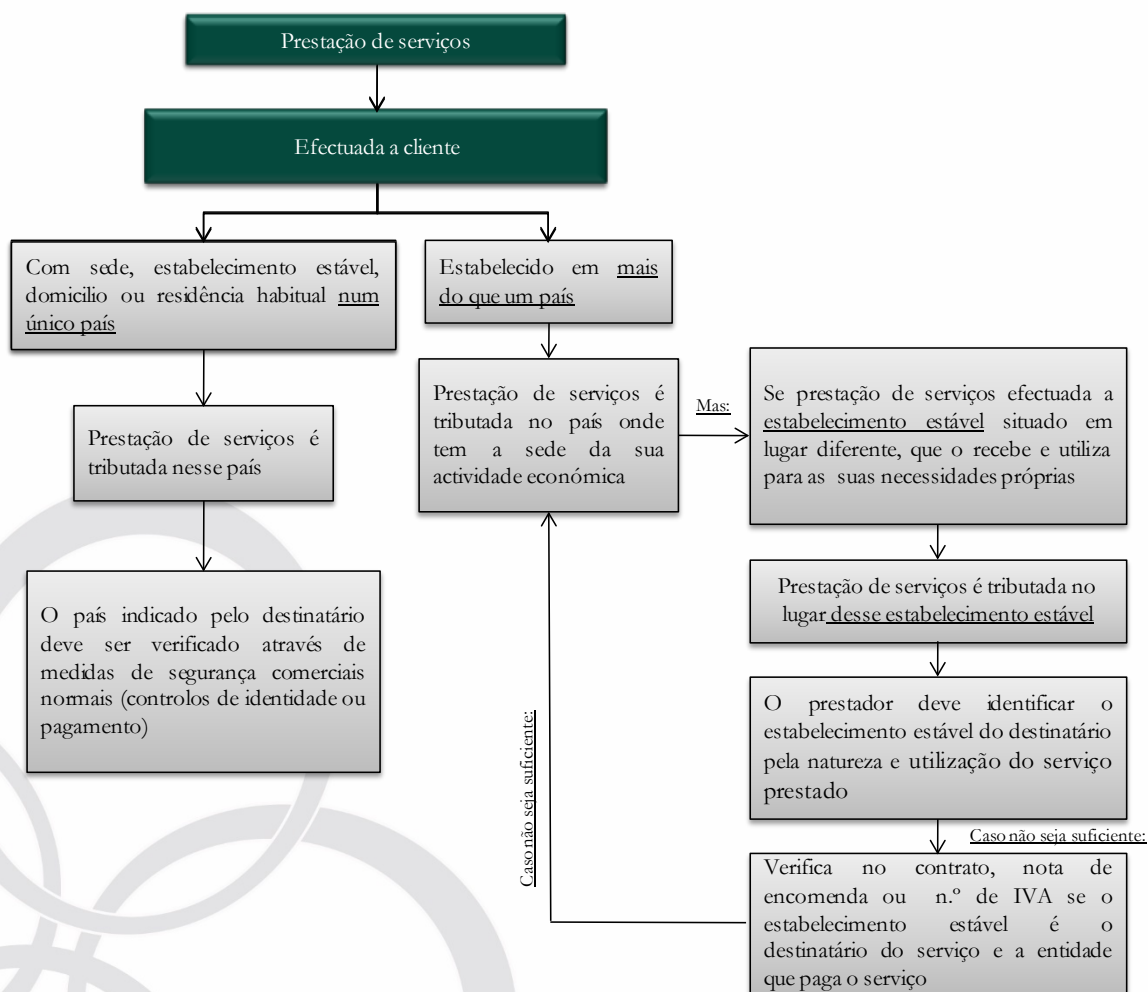 Prestação de serviços
Efectuada a cliente
Com sede, estabelecimento estável,
domicilio ou residência habitual num
único país
Estabelecido em mais
do que um país
Prestação de serviços é
tributada nesse país
Prestação de serviços é
tributada no país onde
tem a sede da sua
actividade económica
Mas:
Se prestação de serviços efectuada a
estabelecimento estável situado em
lugar diferente, que o recebe e utiliza
para as suas necessidades próprias
O país indicado pelo destinatário
deve ser verificado através de
medidas de segurança comerciais
normais (controlos de identidade ou
pagamento)
Prestação de serviços é tributada no
lugar desse estabelecimento estável
O prestador deve identificar o
estabelecimento estável do destinatário
pela natureza e utilização do serviço
prestado
Caso não seja suficiente:
Caso não seja suficiente:
Verifica no contrato, nota de
encomenda ou n.º de IVA se o
estabelecimento estável é o
destinatário do serviço e a entidade
que paga o serviço